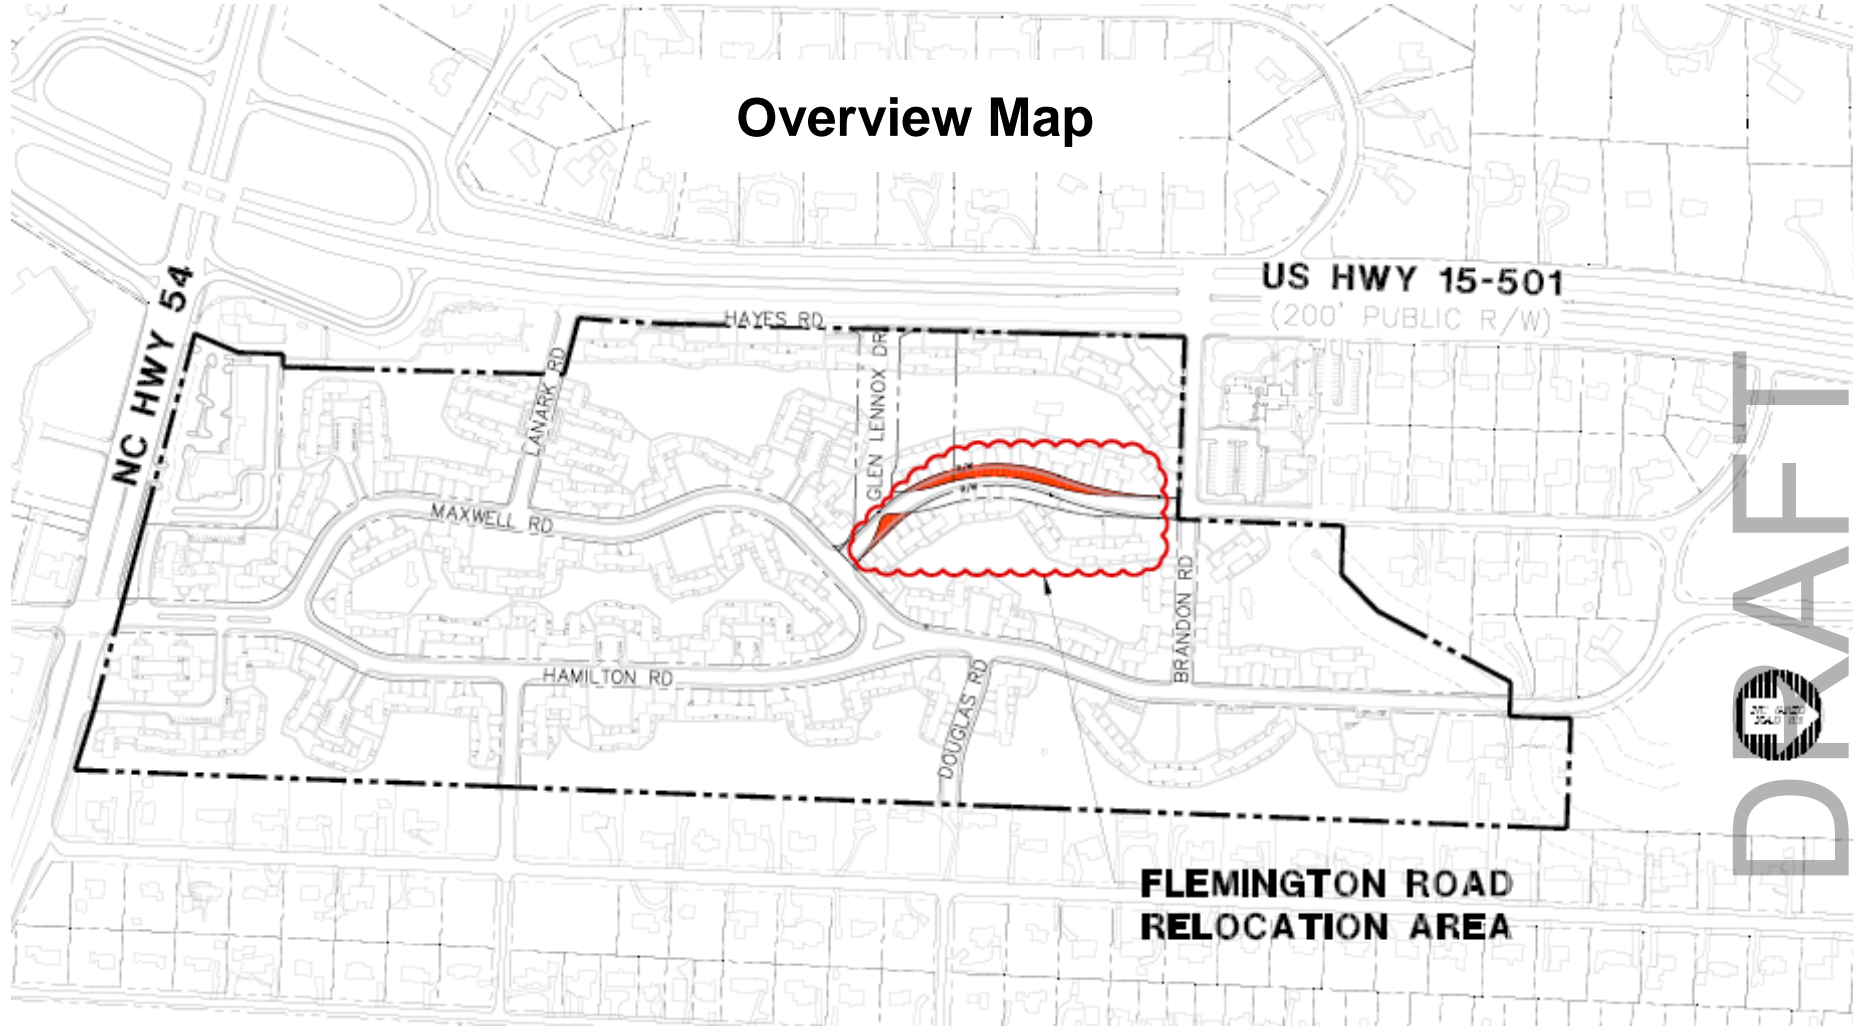 Overview Map
US HWY 15-501
(200' PUBLIC R/W)
NC HWY 54
HAYES RD
LANARK RD
GLEN LENNOX DR
MAXWELL RD
BRANDON RD
HAMILTON RD
DOUGLAS RD
FLEMINGTON ROAD
RELOCATION AREA
DRAFT